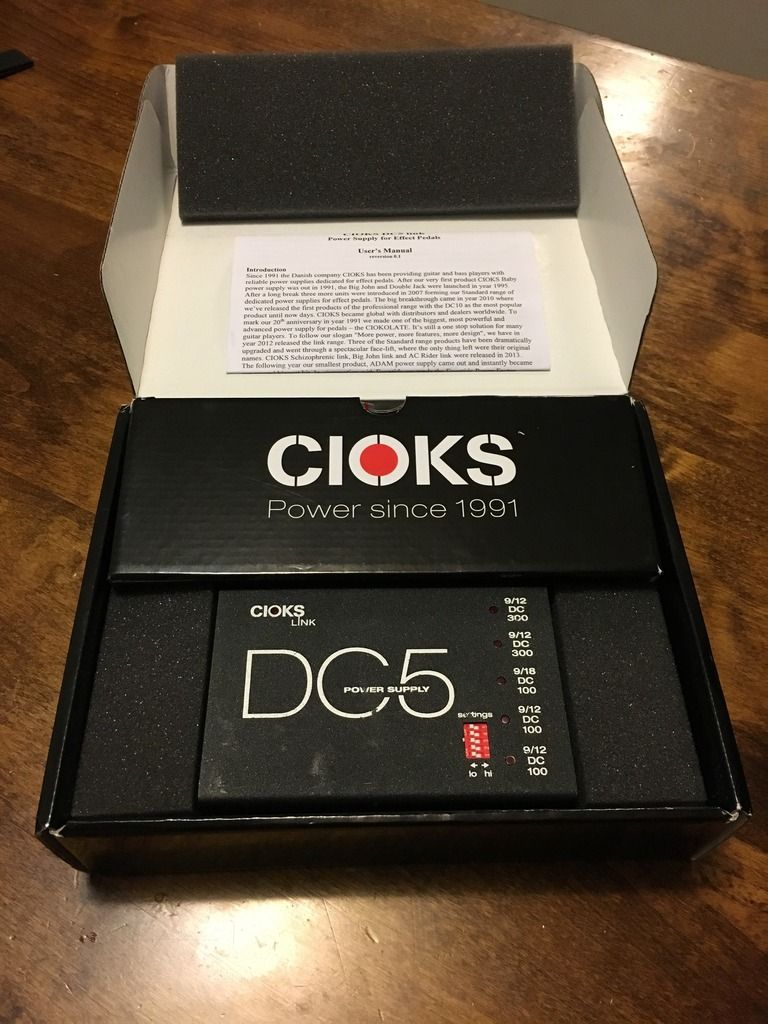 CIOKS DC5 link
Power Supply for Effect Pedals
User's Manual
reversion 0.1
Introduction
Since 1991 the Danish company CIOKS has been providing guitar and bass players with
reliable power supplies dedicated for effect pedals. After our very first product CIOKS Baby
power supply was out in 1991, the Big John and Double Jack were launched in year 1995.
After a long break three more units were introduced in 2007 forming our Standard range of
dedicated power supplies for effect pedals. The big breakthrough came in year 2010 where
we've released the first products of the professional range with the DC10 as the most popular
product until now days. CIOKS became global with distributors and dealers worldwide. To
mark our 20th anniversary in year 1991 we made one of the biggest, most powerful and
advanced power supply for pedals – the CIOKOLATE. It's still a one stop solution for many
guitar players. To follow our slogan "More power, more features, more design", we have in
year 2012 released the link range. Three of the Standard range products have been dramatically
upgraded and went through a spectacular face-lift, where the only thing left were their original
names. CIOKS Schizophrenic link, Big John link and AC Rider link were released in 2013.
The following year our smallest product, ADAM power supply came out and instantly became
CIOKS
Power since 1991
CIOKS
LINK
DC5
POWER SUPPLY
settings
lo hi
9/12
DC
300
9/12
DC
300
9/18
DC
100
9/12
DC
100
9/12
DC
100